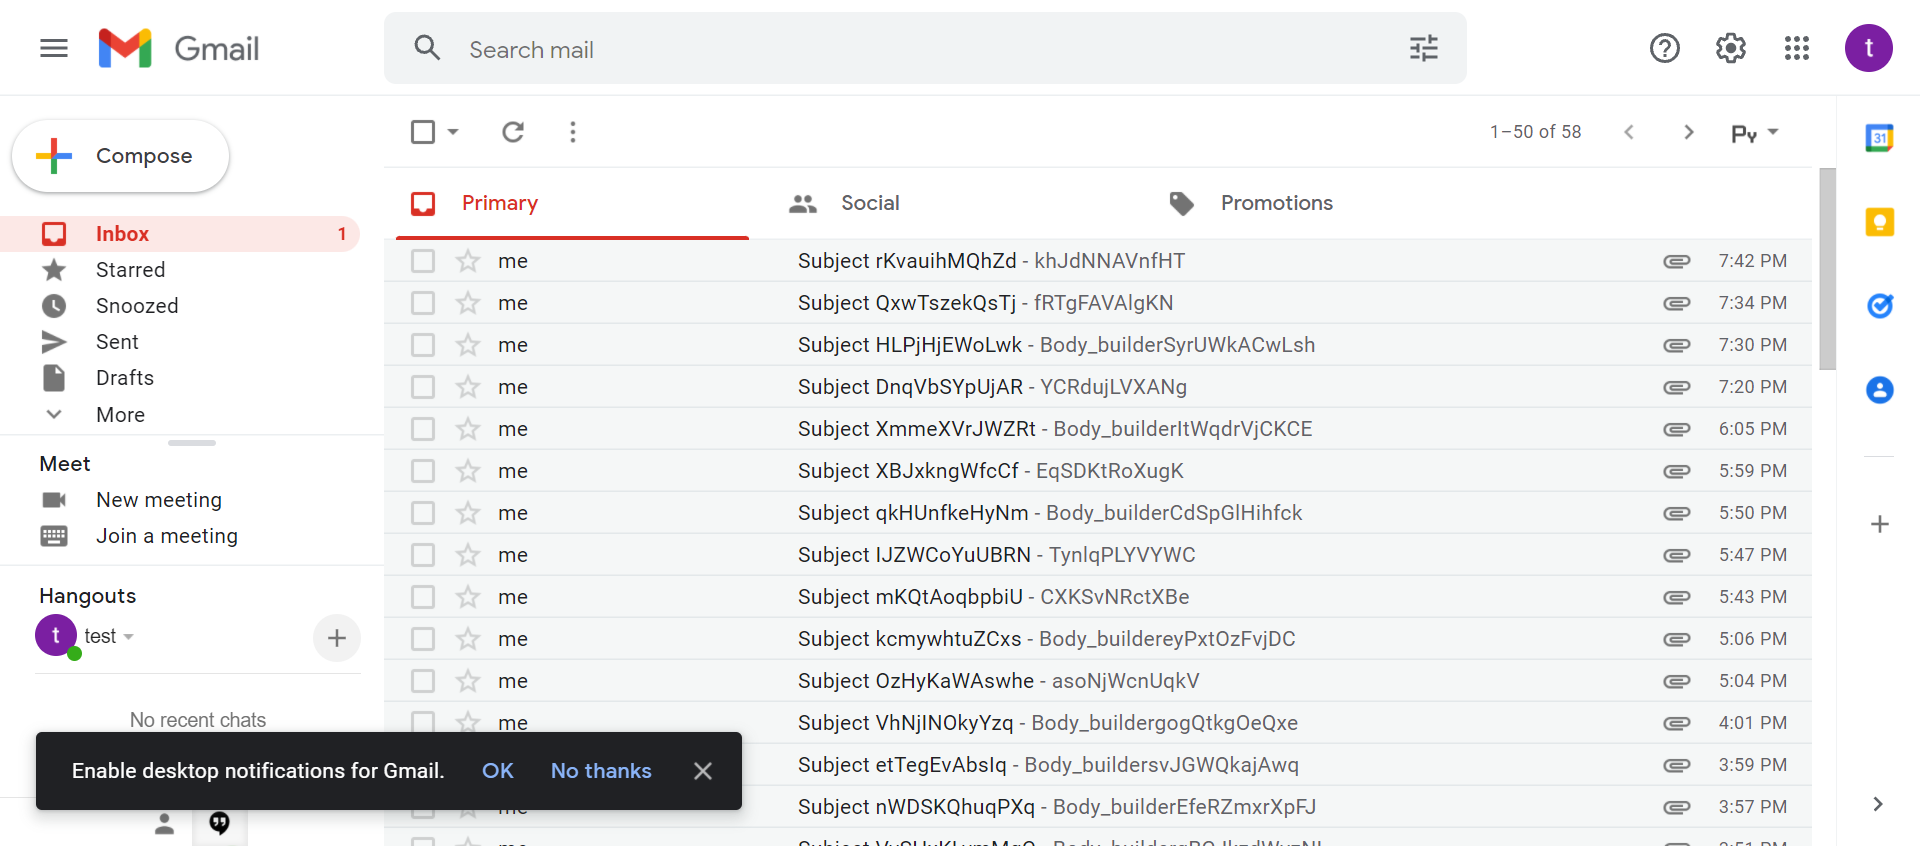 Gmail
Search mail
t
Compose
1–50 of 58
Py
31
Primary
Social
Promotions
Inbox 1
Starred
Snoozed
Sent
Drafts
More
Meet
New meeting
Join a meeting
Hangouts
t test
No recent chats
me Subject rKvauihMQhZd - khJdNNAVnfHT 7:42 PM
me Subject QxwTszekQsTj - fRTgFAVAlgKN 7:34 PM
me Subject HLPjHjEWoLwk - Body_builderSyrUWkACwLsh 7:30 PM
me Subject DnqVbSYpUjAR - YCRdujLVXANg 7:20 PM
me Subject XmmeXVrJWZRt - Body_builderItWqdrVjCKCE 6:05 PM
me Subject XBJxkngWfcCf - EqSDKtRoXugK 5:59 PM
me Subject qkHUnfkeHyNm - Body_builderCdSpGlHihfck 5:50 PM
me Subject IJZWCoYuUBRN - TynlqPLYVYWC 5:47 PM
me Subject mKQtAoqbpbiU - CXKSvNRctXBe 5:43 PM
me Subject kcmywhtuZCxs - Body_buildereyPxtOzFvjDC 5:06 PM
me Subject OzHyKaWAswhe - asoNjWcnUqkV 5:04 PM
me Subject VhNjINOkyYzq - Body_buildergogQtkgOeQxe 4:01 PM
Subject etTegEvAbsIq - Body_buildersvJGWQkajAwq 3:59 PM
me Subject nWDSKQhuqPXq - Body_builderEfeRZmxrXpFJ 3:57 PM
Enable desktop notifications for Gmail. OK No thanks